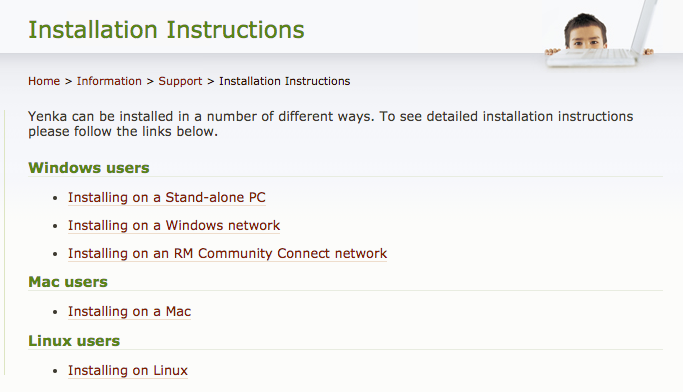 Installation Instructions
Home > Information > Support > Installation Instructions
Yenka can be installed in a number of different ways. To see detailed installation instructions
please follow the links below.
Windows users
• Installing on a Stand-alone PC
• Installing on a Windows network
• Installing on an RM Community Connect network
Mac users
• Installing on a Mac
Linux users
• Installing on Linux